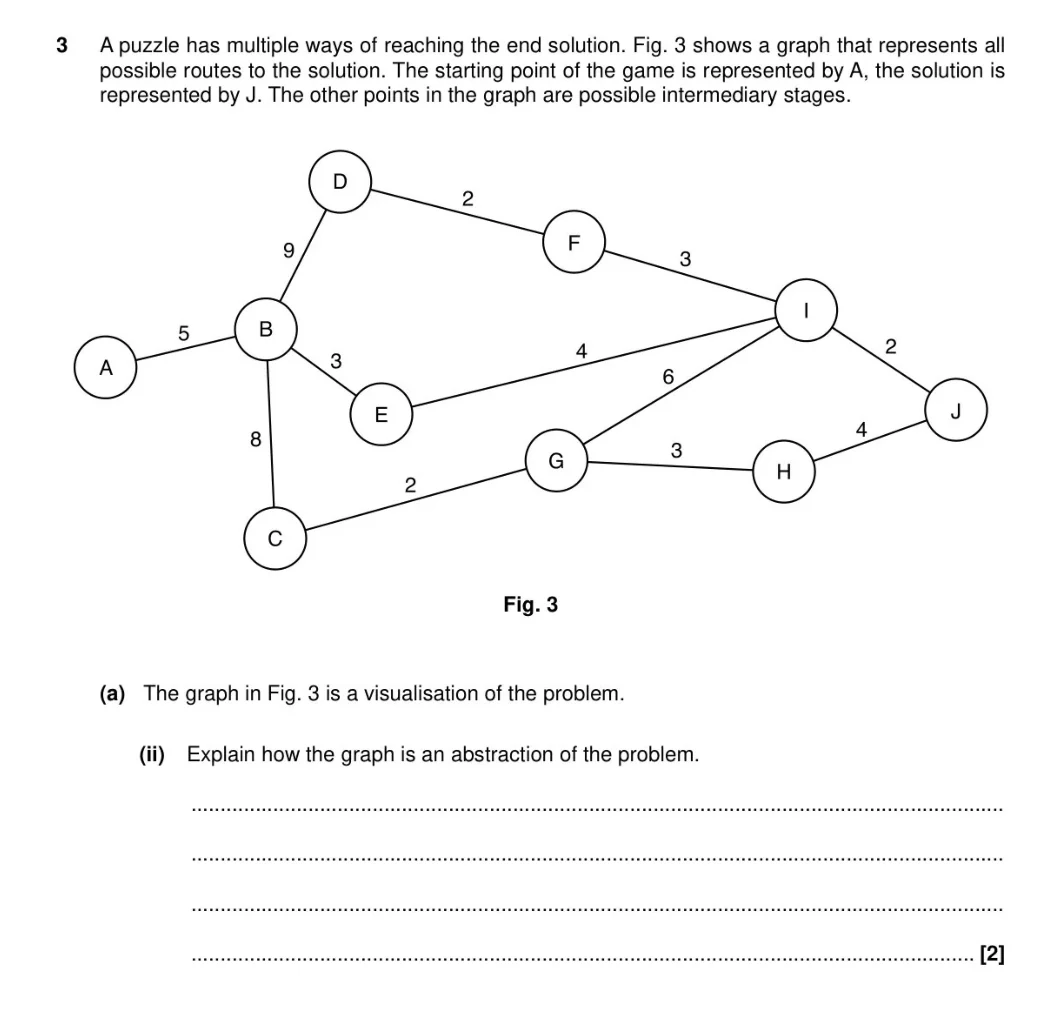 3 A puzzle has multiple ways of reaching the end solution. Fig. 3 shows a graph that represents all
possible routes to the solution. The starting point of the game is represented by A, the solution is
represented by J. The other points in the graph are possible intermediary stages.
D
2
F
9
3
I
B
5
A
3
4
2
E
6
J
8
G
3
4
H
2
C
Fig. 3
(a) The graph in Fig. 3 is a visualisation of the problem.
(ii) Explain how the graph is an abstraction of the problem.
[2]